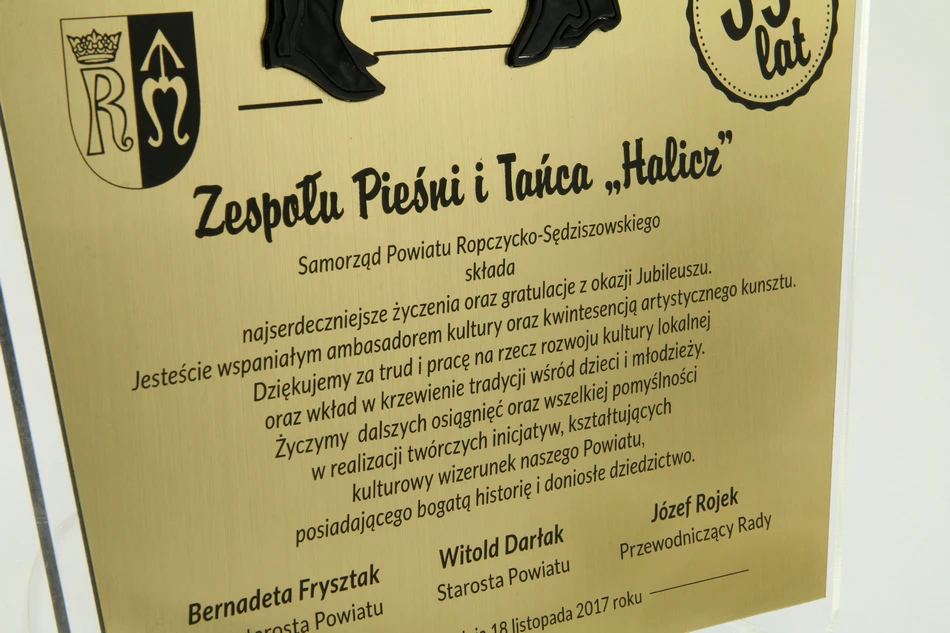 R
lat
Zespołu Pieśni i Tańca „Halicz”
Samorząd Powiatu Ropczycko-Sędziszowskiego
składa
najserdeczniejsze życzenia oraz gratulacje z okazji Jubileuszu.
Jesteście wspaniałym ambasadorem kultury oraz kwintesencją artystycznego kunsztu.
Dziękujemy za trud i pracę na rzecz rozwoju kultury lokalnej
oraz wkład w krzewienie tradycji wśród dzieci i młodzieży.
Życzymy dalszych osiągnięć oraz wszelkiej pomyślności
w realizacji twórczych inicjatyw, kształtujących
kulturowy wizerunek naszego Powiatu,
posiadającego bogatą historię i doniosłe dziedzictwo.
Józef Rojek
Przewodniczący Rady
Witold Darłak
Starosta Powiatu
Bernadeta Frysztak
Powiatu
18 listopada 2017 roku